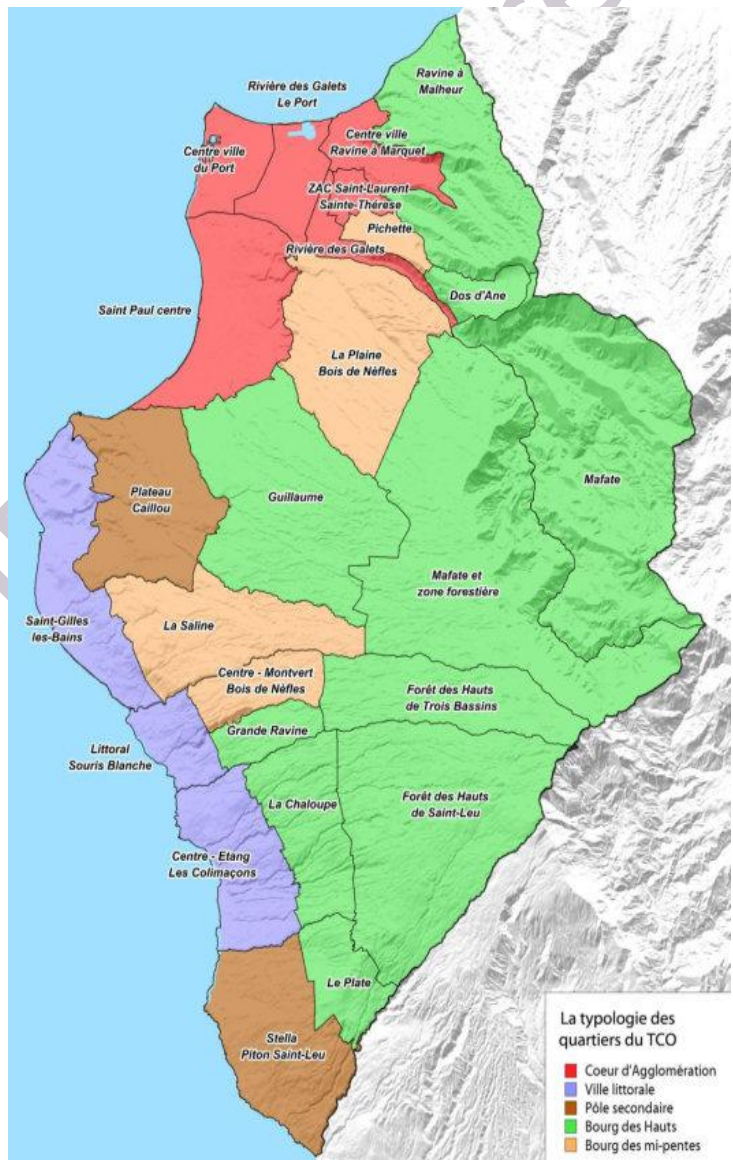 Ravine à
Malheur
Rivière des Galets
Le Port
Centre ville
Ravine à Marquet
Centre ville
du Port
ZAC Saint-Laurent
Sainte-Thérese
Pichette
Rivière des Galets
Dos d'Ane
Saint Paul centre
La Plaine
Bois de Nèfles
Mafate
Plateau
Caillou
Guillaume
Mafate et
zone forestière
Saint-Gilles
les-Bains
La Saline
Centre - Montvert
Bois de Nèfles
Forêt des Hauts
de Trois Bassins
Grande Ravine
Littoral
Souris Blanche
La Chaloupe
Forêt des Hauts
de Saint-Leu
Centre - Etang
Les Colimaçons
Le Plate
Stella
Piton Saint-Leu
La typologie des
quartiers du TCO
Coeur d'Agglomération
Ville littorale
Pôle secondaire
Bourg des Hauts
Bourg des mi-pentes